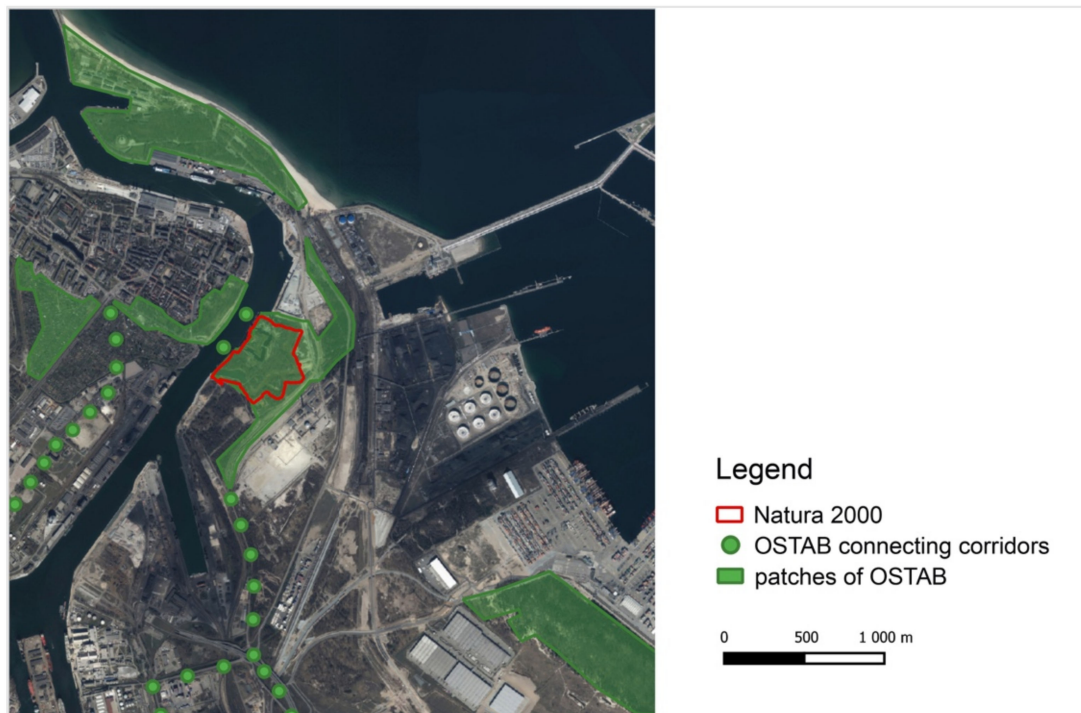 Legend
Natura 2000
OSTAB connecting corridors
patches of OSTAB
0 500 1 000 m